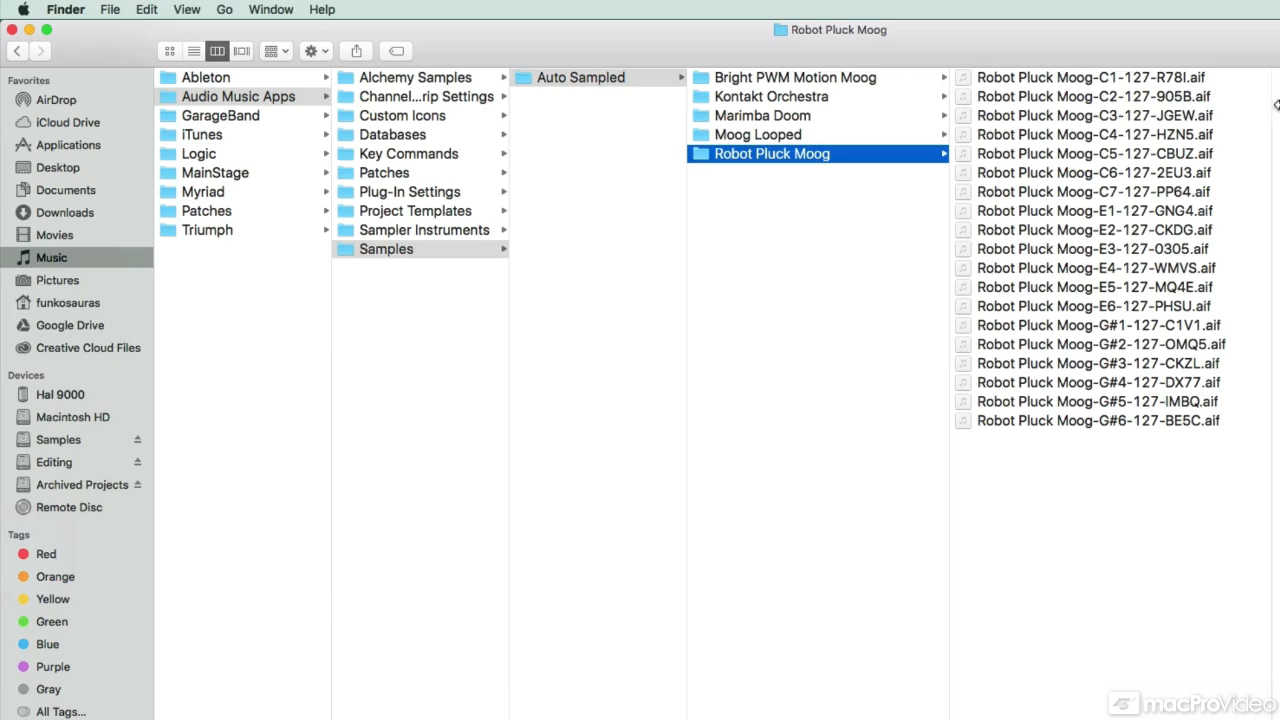 Finder File Edit View Go Window Help
Robot Pluck Moog
Favorites
AirDrop
iCloud Drive
Applications
Desktop
Documents
Downloads
Movies
Music
Pictures
funkosauras
Google Drive
Creative Cloud Files
Devices
Hal 9000
Macintosh HD
Samples
Editing
Archived Projects
Remote Disc
Tags
Red
Orange
Yellow
Green
Blue
Purple
Gray
All Tags...
Ableton
Audio Music Apps
GarageBand
iTunes
Logic
MainStage
Myriad
Patches
Triumph
Alchemy Samples
Channel...rip Settings
Custom Icons
Databases
Key Commands
Patches
Plug-In Settings
Project Templates
Sampler Instruments
Samples
Auto Sampled
Bright PWM Motion Moog
Kontakt Orchestra
Marimba Doom
Moog Looped
Robot Pluck Moog
Robot Pluck Moog-C1-127-R78I.aif
Robot Pluck Moog-C2-127-905B.aif
Robot Pluck Moog-C3-127-JGEW.aif
Robot Pluck Moog-C4-127-HZN5.aif
Robot Pluck Moog-C5-127-CBUZ.aif
Robot Pluck Moog-C6-127-2EU3.aif
Robot Pluck Moog-C7-127-PP64.aif
Robot Pluck Moog-E1-127-GNG4.aif
Robot Pluck Moog-E2-127-CKDG.aif
Robot Pluck Moog-E3-127-0305.aif
Robot Pluck Moog-E4-127-WMVS.aif
Robot Pluck Moog-E5-127-MQ4E.aif
Robot Pluck Moog-E6-127-PHSU.aif
Robot Pluck Moog-G#1-127-C1V1.aif
Robot Pluck Moog-G#2-127-OMQ5.aif
Robot Pluck Moog-G#3-127-CKZL.aif
Robot Pluck Moog-G#4-127-DX77.aif
Robot Pluck Moog-G#5-127-IMBQ.aif
Robot Pluck Moog-G#6-127-BE5C.aif
macProVideo